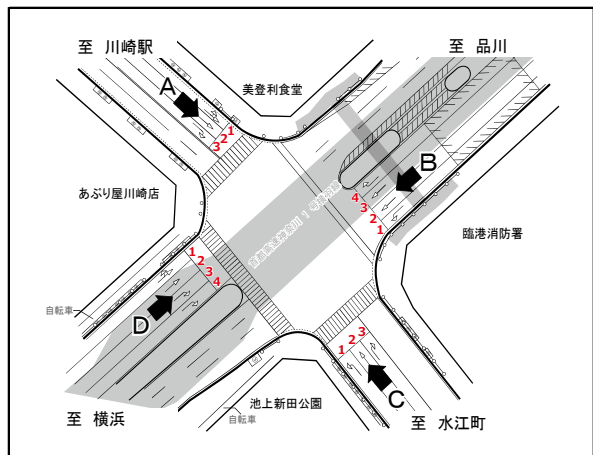 至 川崎駅
至 品川
美登利食堂
A
1
2
3
B
4
3
2
1
あぶり屋川崎店
首都高速神奈川1号横羽線
臨港消防署
1
2
3
4
自転車
D
1
2
3
C
至 横浜
池上新田公園
自転車
至 水江町